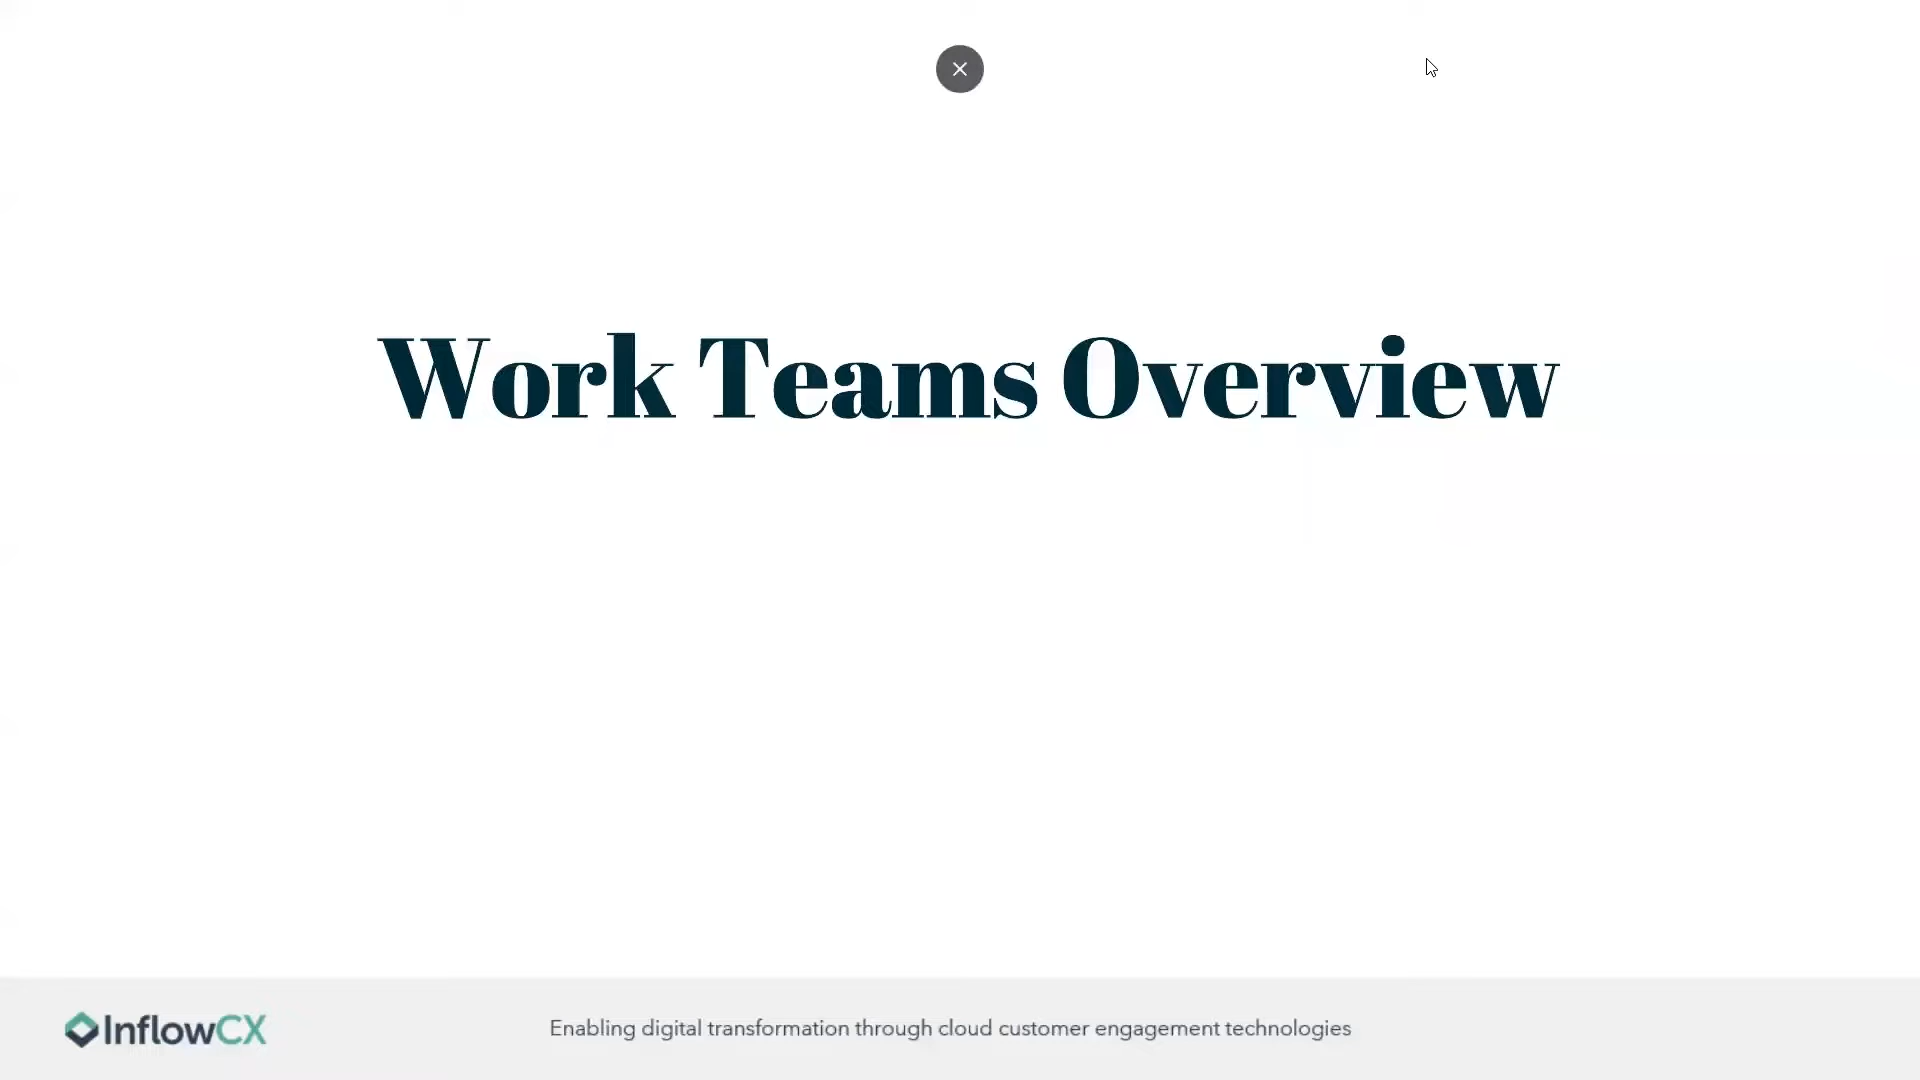 Work Teams Overview
InflowCX
Enabling digital transformation through cloud customer engagement technologies